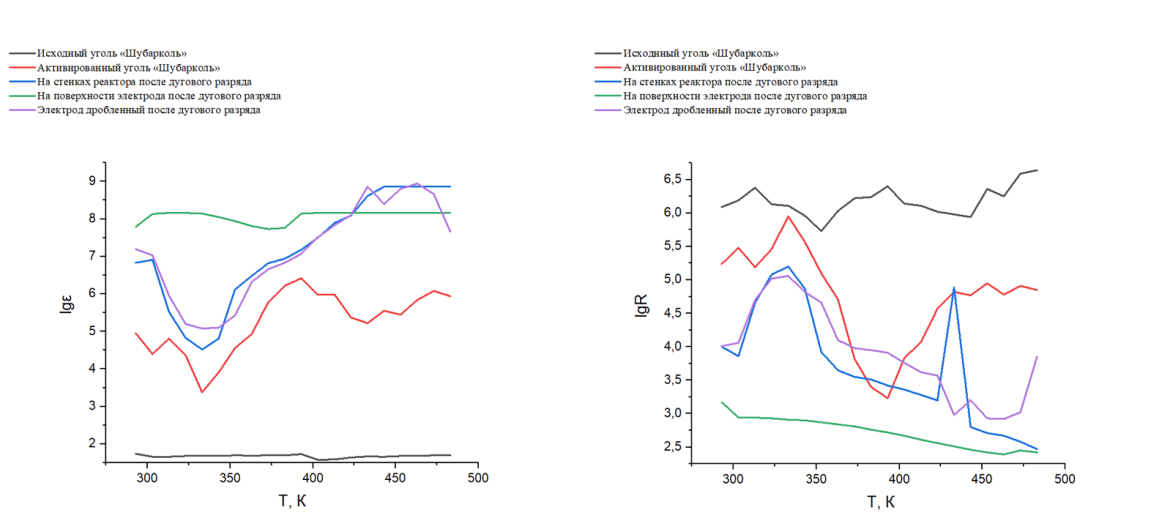 Исходный уголь «Шубарколь»
Активированный уголь «Шубарколь»
На стенках реактора после дугового разряда
На поверхности электрода после дугового разряда
Электрод дробленный после дугового разряда
9
8
7
6
5
4
3
2
lgε
300
350
400
450
500
T, K
Исходиный уголь «Шубарколь»
Активированный уголь «Шубарколь»
На стенках реактора после дугового разряда
На поверхности электрода после дугового разряда
Электрод дробленный после дугового разряда
6,5
6,0
5,5
5,0
4,5
4,0
3,5
3,0
2,5
lgR
300
350
400
450
500
T, K